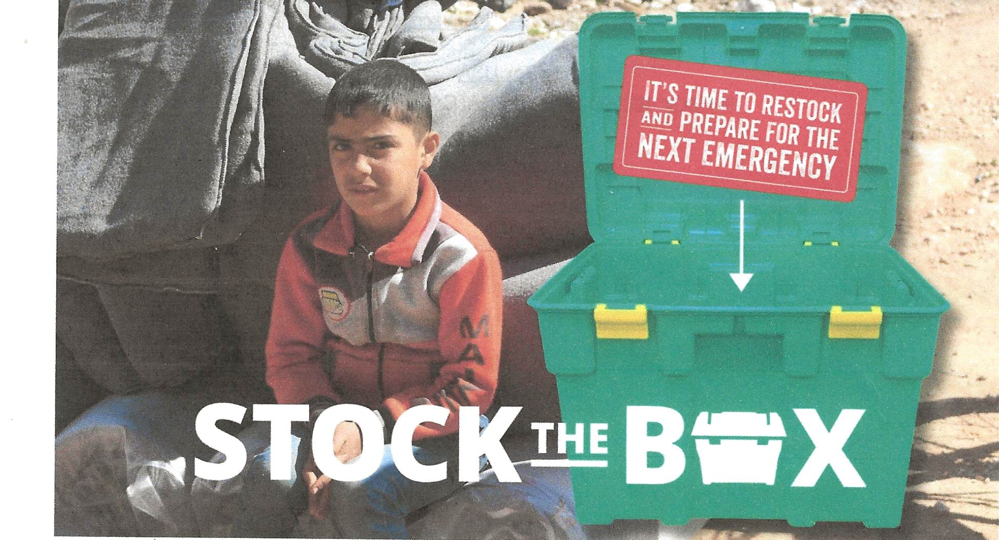 IT'S TIME TO RESTOCK
AND PREPARE FOR THE
NEXT EMERGENCY
STOCK THE BOX